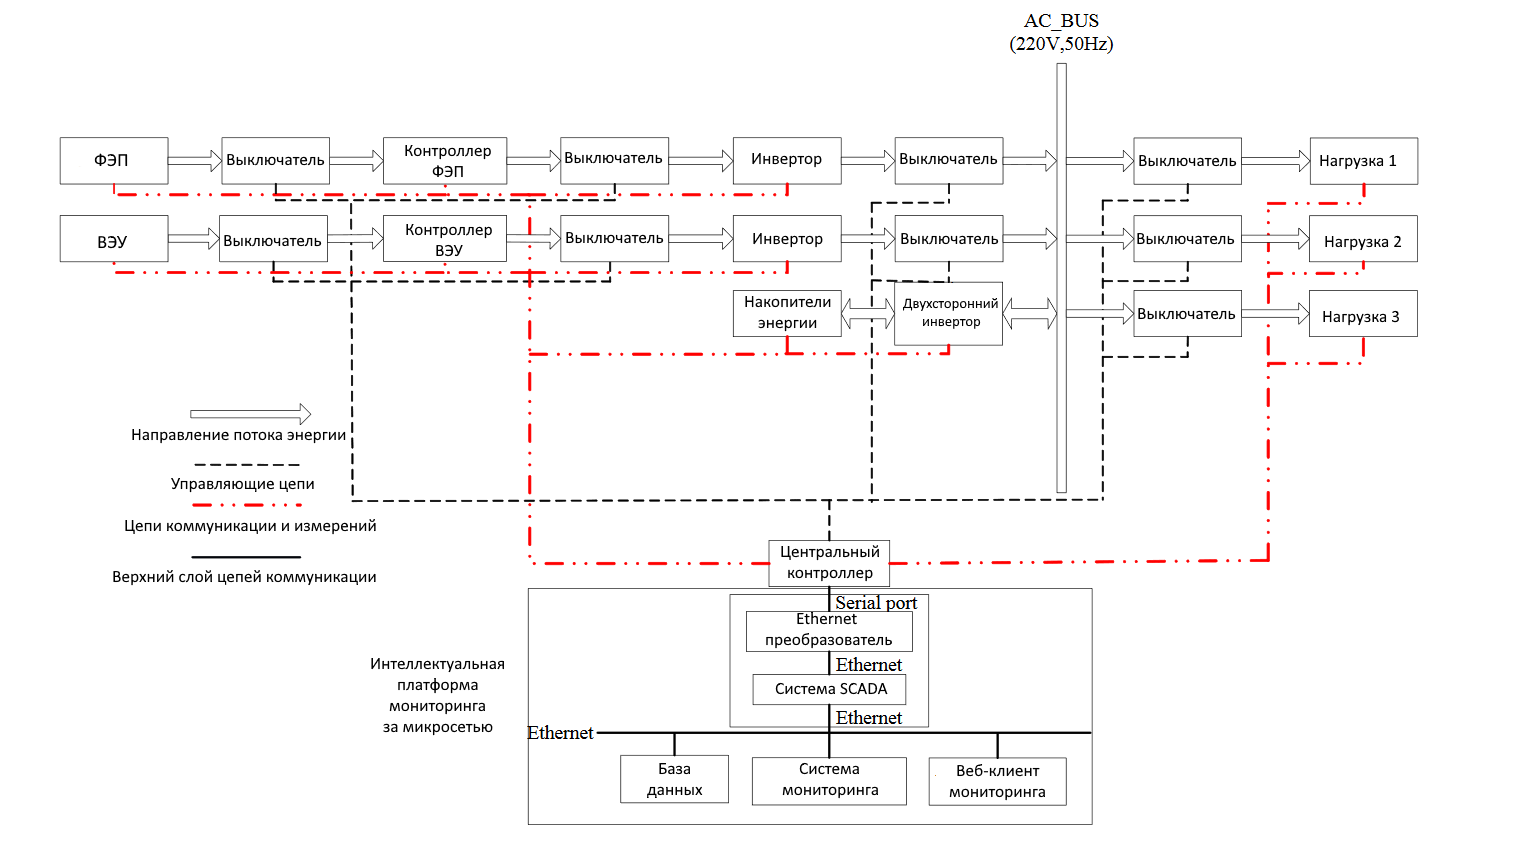 AC_BUS
(220V,50Hz)
ФЭП
Выключатель
Контроллер
ФЭП
Выключатель
Инвертор
Выключатель
Выключатель
Нагрузка 1
ВЭУ
Выключатель
Контроллер
ВЭУ
Выключатель
Инвертор
Выключатель
Выключатель
Нагрузка 2
Накопители
энергии
Двухсторонний
инвертор
Выключатель
Нагрузка 3
Направление потока энергии
Управляющие цепи
Цепи коммуникации и измерений
Верхний слой цепей коммуникации
Центральный
контроллер
Serial port
Ethernet
преобразователь
Ethernet
Система SCADA
Ethernet
Интеллектуальная
платформа
мониторинга
за микросетью
Ethernet
База
данных
Система
мониторинга
Веб-клиент
мониторинга